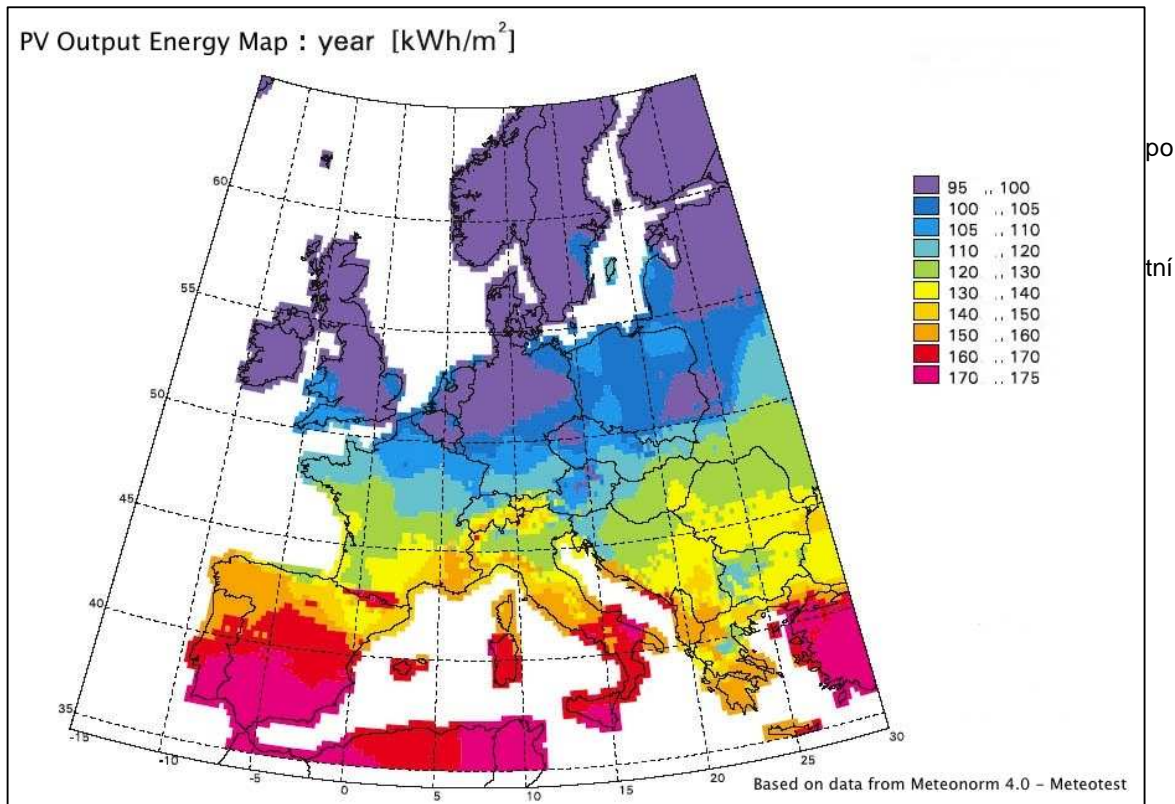 PV Output Energy Map : year [kWh/m²]
po
tní
95 ,, 100
100 ,, 105
105 ,, 110
110 ,, 120
120 ,, 130
130 ,, 140
140 ,, 150
150 ,, 160
160 ,, 170
170 ,, 175
60
55
50
45
40
35
-15
-10
-5
0
5
10
15
20
25
30
Based on data from Meteonorm 4.0 - Meteotest